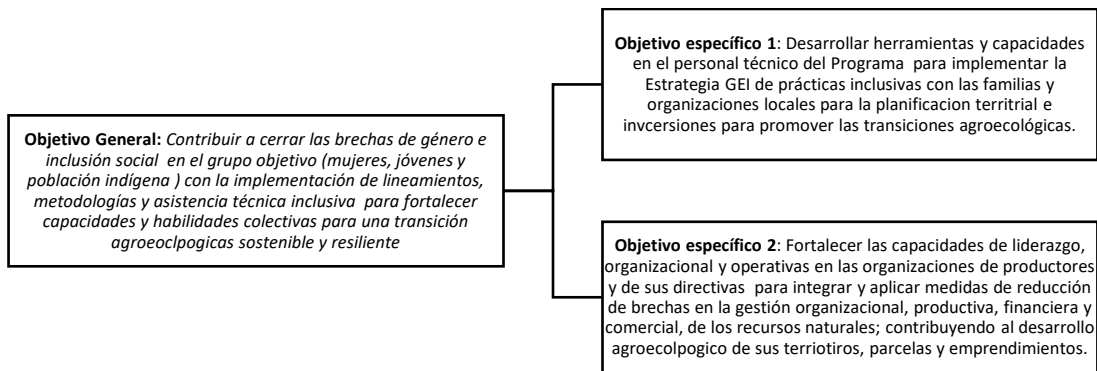 Objetivo específico 1: Desarrollar herramientas y capacidades
en el personal técnico del Programa para implementar la
Estrategia GEI de prácticas inclusivas con las familias y
organizaciones locales para la planificacion territrial e
invcersiones para promover las transiciones agroecológicas.
Objetivo General: Contribuir a cerrar las brechas de género e
inclusión social en el grupo objetivo (mujeres, jóvenes y
población indígena ) con la implementación de lineamientos,
metodologías y asistencia técnica inclusiva para fortalecer
capacidades y habilidades colectivas para una transición
agroeoclpogicas sostenible y resiliente
Objetivo específico 2: Fortalecer las capacidades de liderazgo,
organizacional y operativas en las organizaciones de productores
y de sus directivas para integrar y aplicar medidas de reducción
de brechas en la gestión organizacional, productiva, financiera y
comercial, de los recursos naturales; contribuyendo al desarrollo
agroecolpogico de sus terriotiros, parcelas y emprendimientos.